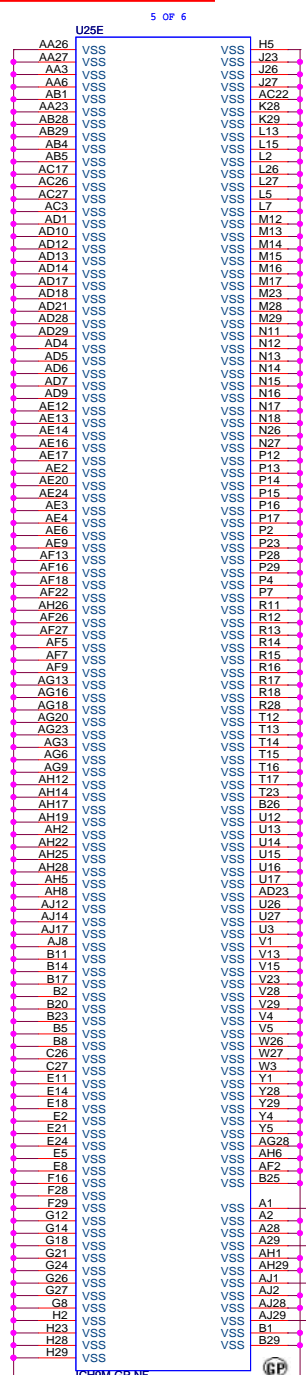 5 OF 6
U25E
AA26 VSS VSS H5
AA27 VSS VSS J23
AA3 VSS VSS J26
AA6 VSS VSS J27
AB1 VSS VSS AC22
AA23 VSS VSS K28
AB28 VSS VSS K29
AB29 VSS VSS L13
AB4 VSS VSS L15
AB5 VSS VSS L2
AC17 VSS VSS L26
AC26 VSS VSS L27
AC27 VSS VSS L5
AC3 VSS VSS L7
AD1 VSS VSS M12
AD10 VSS VSS M13
AD12 VSS VSS M14
AD13 VSS VSS M15
AD14 VSS VSS M16
AD17 VSS VSS M17
AD18 VSS VSS M23
AD21 VSS VSS M28
AD28 VSS VSS M29
AD29 VSS VSS N11
AD4 VSS VSS N12
AD5 VSS VSS N13
AD6 VSS VSS N14
AD7 VSS VSS N15
AD9 VSS VSS N16
AE12 VSS VSS N17
AE13 VSS VSS N18
AE14 VSS VSS N26
AE16 VSS VSS N27
AE17 VSS VSS P12
AE2 VSS VSS P13
AE20 VSS VSS P14
AE24 VSS VSS P15
AE3 VSS VSS P16
AE4 VSS VSS P17
AE6 VSS VSS P2
AE9 VSS VSS P23
AF13 VSS VSS P28
AF16 VSS VSS P29
AF18 VSS VSS P4
AF22 VSS VSS P7
AH26 VSS VSS R11
AF26 VSS VSS R12
AF27 VSS VSS R13
AF5 VSS VSS R14
AF7 VSS VSS R15
AF9 VSS VSS R16
AG13 VSS VSS R17
AG16 VSS VSS R18
AG18 VSS VSS R28
AG20 VSS VSS T12
AG23 VSS VSS T13
AG3 VSS VSS T14
AG6 VSS VSS T15
AG9 VSS VSS T16
AH12 VSS VSS T17
AH14 VSS VSS T23
AH17 VSS VSS B26
AH19 VSS VSS U12
AH2 VSS VSS U13
AH22 VSS VSS U14
AH25 VSS VSS U15
AH28 VSS VSS U16
AH5 VSS VSS U17
AH8 VSS VSS AD23
AJ12 VSS VSS U26
AJ14 VSS VSS U27
AJ17 VSS VSS U3
AJ8 VSS VSS V1
B11 VSS VSS V13
B14 VSS VSS V15
B17 VSS VSS V23
B2 VSS VSS V28
B20 VSS VSS V29
B23 VSS VSS V4
B5 VSS VSS V5
B8 VSS VSS W26
C26 VSS VSS W27
C27 VSS VSS W3
E11 VSS VSS Y1
E14 VSS VSS Y28
E18 VSS VSS Y29
E2 VSS VSS Y4
E21 VSS VSS Y5
E24 VSS VSS AG28
E5 VSS VSS AH6
E8 VSS VSS AF2
F16 VSS VSS B25
F28 VSS
F29 VSS VSS A1
G12 VSS VSS A2
G14 VSS VSS A28
G18 VSS VSS A29
G21 VSS VSS AH1
G24 VSS VSS AH29
G26 VSS VSS AJ1
G27 VSS VSS AJ2
G8 VSS VSS AJ28
H2 VSS VSS AJ29
H23 VSS VSS B1
H28 VSS VSS B29
H29 VSS
GP